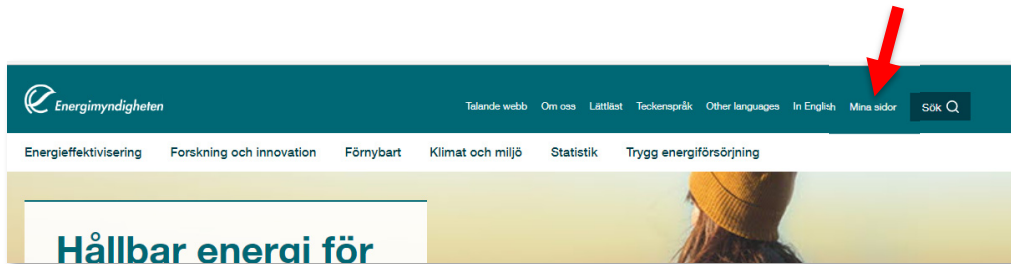 Energimyndigheten
Talande webb Om oss Lättläst Teckenspråk Other languages In English Mina sidor Sök
Energieffektivisering Forskning och innovation Förnybart Klimat och miljö Statistik Trygg energiförsörjning
Hållbar energi för